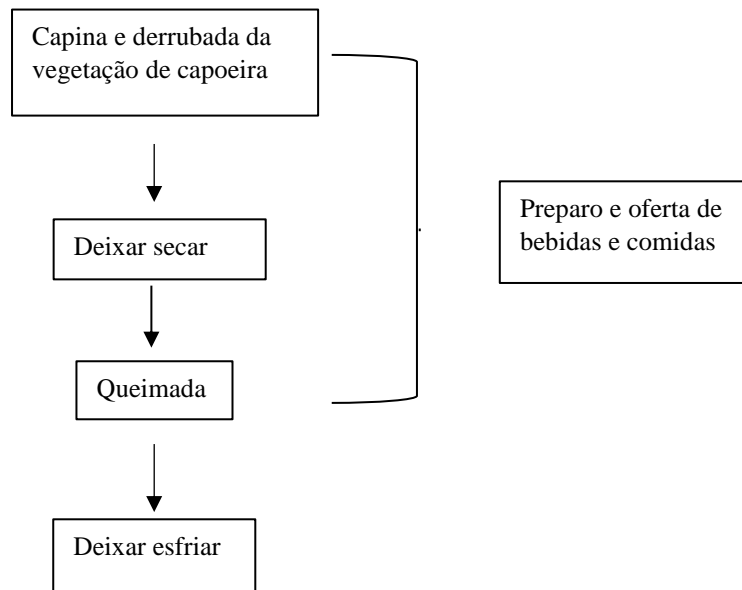 Capina e derrubada da
vegetação de capoeira
Deixar secar
Preparo e oferta de
bebidas e comidas
Queimada
Deixar esfriar